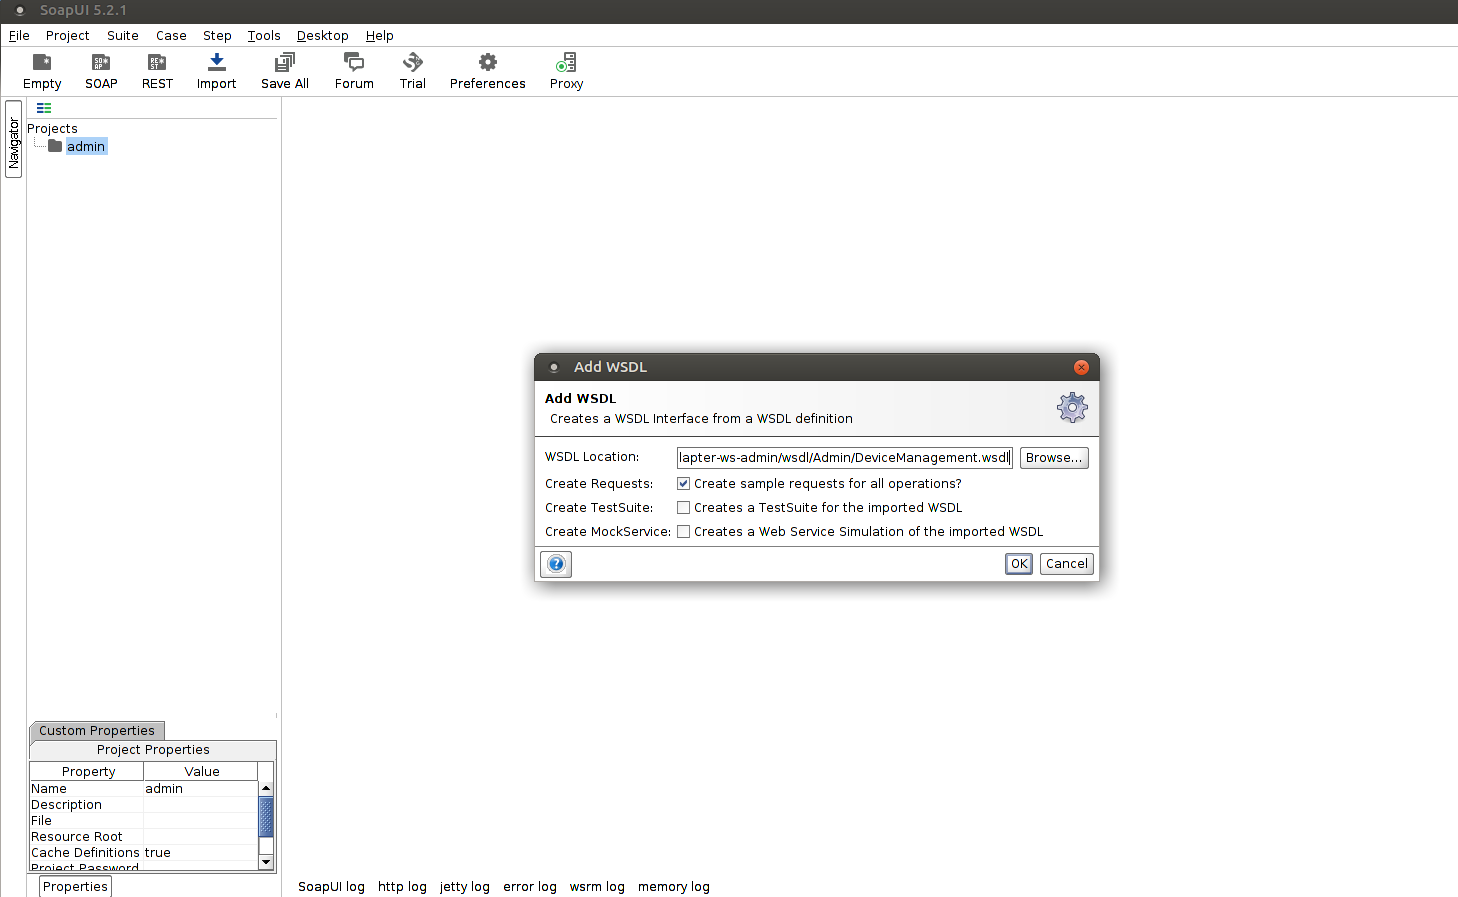 SoapUI 5.2.1
File Project Suite Case Step Tools Desktop Help
Empty SOAP REST Import Save All Forum Trial Preferences Proxy
Navigator
Projects
admin
Add WSDL
Add WSDL
Creates a WSDL Interface from a WSDL definition
WSDL Location: lapter-ws-admin/wsdl/Admin/DeviceManagement.wsdl Browse...
Create Requests: Create sample requests for all operations?
Create TestSuite: Creates a TestSuite for the imported WSDL
Create MockService: Creates a Web Service Simulation of the imported WSDL
? OK Cancel
Custom Properties
Project Properties
Property Value
Name admin
Description
File
Resource Root
Cache Definitions true
Project Password
Properties
SoapUI log http log jetty log error log wsrm log memory log